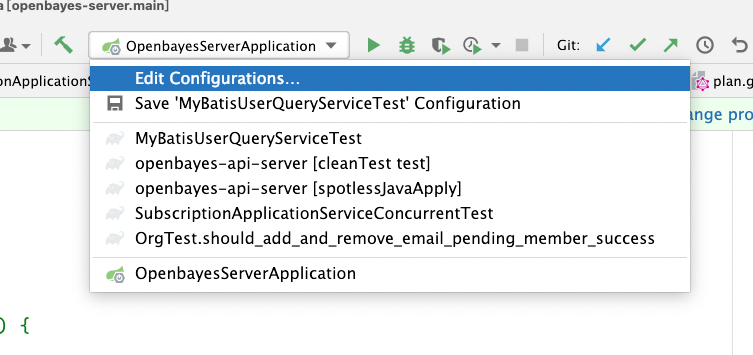 [openbayes-server.main]
OpenbayesServerApplication
Git:
Edit Configurations...
plan.g
Save 'MyBatisUserQueryServiceTest' Configuration
ange pro
MyBatisUserQueryServiceTest
openbayes-api-server [cleanTest test]
openbayes-api-server [spotlessJavaApply]
SubscriptionApplicationServiceConcurrentTest
OrgTest.should_add_and_remove_email_pending_member_success
OpenbayesServerApplication
) {